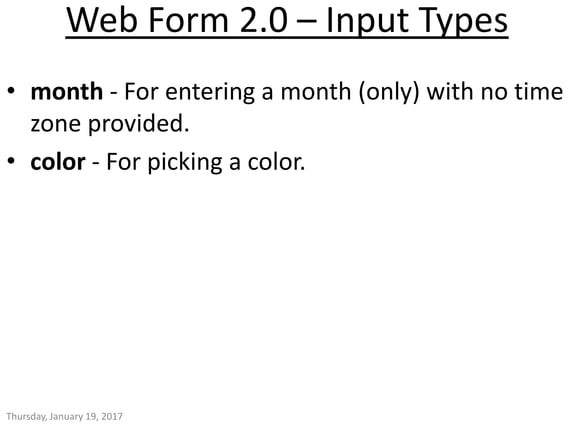 Web Form 2.0 – Input Types
• month - For entering a month (only) with no time
zone provided.
• color - For picking a color.
Thursday, January 19, 2017